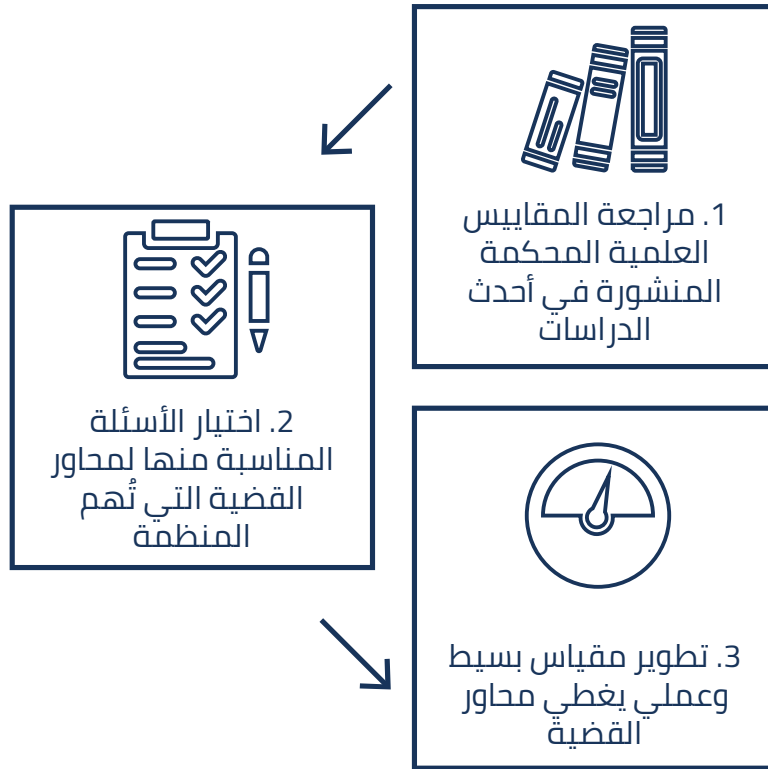 1. مراجعة المقاييس
العلمية المحكمة
المنشورة في أحدث
الدراسات
2. اختيار الأسئلة
المناسبة منها لمحاور
القضية التي تُهم
المنظمة
3. تطوير مقياس بسيط
وعملي يغطي محاور
القضية